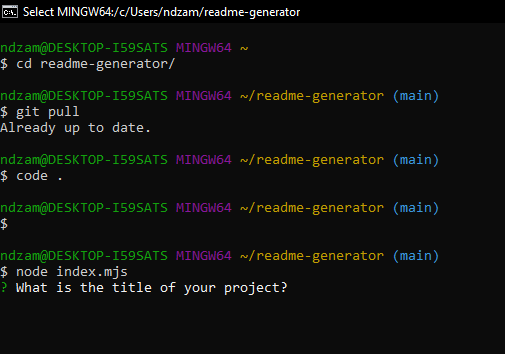 Select MINGW64:/c/Users/ndzam/readme-generator
ndzam@DESKTOP-I59SATS MINGW64 ~
$ cd readme-generator/
ndzam@DESKTOP-I59SATS MINGW64 ~/readme-generator (main)
$ git pull
Already up to date.
ndzam@DESKTOP-I59SATS MINGW64 ~/readme-generator (main)
$ code .
ndzam@DESKTOP-I59SATS MINGW64 ~/readme-generator (main)
$
ndzam@DESKTOP-I59SATS MINGW64 ~/readme-generator (main)
$ node index.mjs
? What is the title of your project?